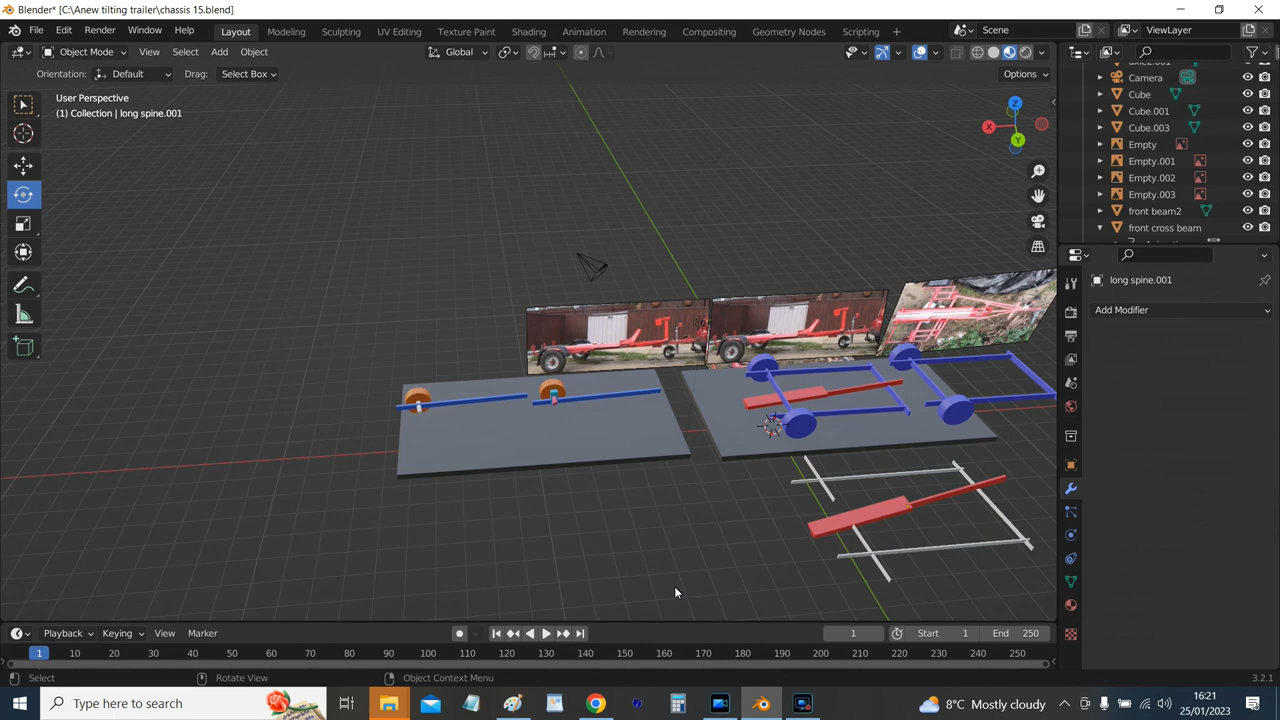 Blender* [C:\Anew tilting trailer\chassis 15.blend]
File Edit Render Window Help Layout Modeling Sculpting UV Editing Texture Paint Shading Animation Rendering Compositing Geometry Nodes Scripting + Scene ViewLayer
Object Mode View Select Add Object Global
Orientation: Default Drag: Select Box Options
User Perspective
(1) Collection | long spine.001
Z
X
Y
Camera
Cube
Cube.001
Cube.003
Empty
Empty.001
Empty.002
Empty.003
front beam2
front cross beam
long spine.001
Add Modifier
Playback Keying View Marker 1 Start 1 End 250
1 10 20 30 40 50 60 70 80 90 100 110 120 130 140 150 160 170 180 190 200 210 220 230 240 250
Select Rotate View Object Context Menu 3.2.1
Type here to search 8°C Mostly cloudy 16:21
25/01/2023